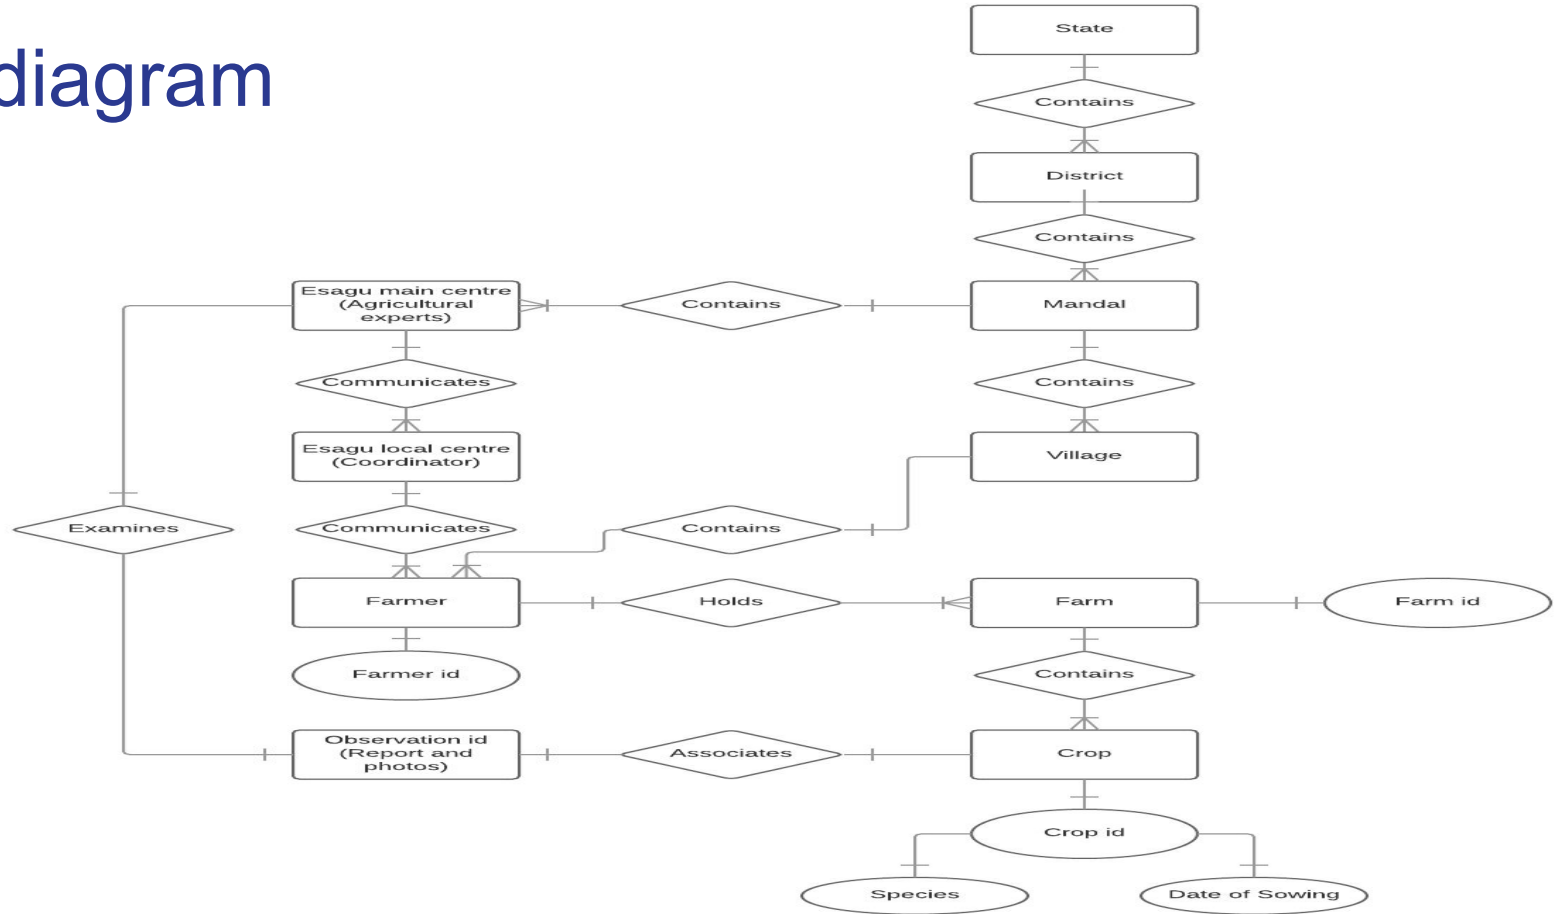 diagram
State
Contains
District
Contains
Esagu main centre
(Agricultural
experts)
Contains
Mandal
Communicates
Contains
Esagu local centre
(Coordinator)
Village
Examines
Communicates
Contains
Farmer
Holds
Farm
Farm id
Farmer id
Contains
Observation id
(Report and
photos)
Associates
Crop
Crop id
Species
Date of Sowing